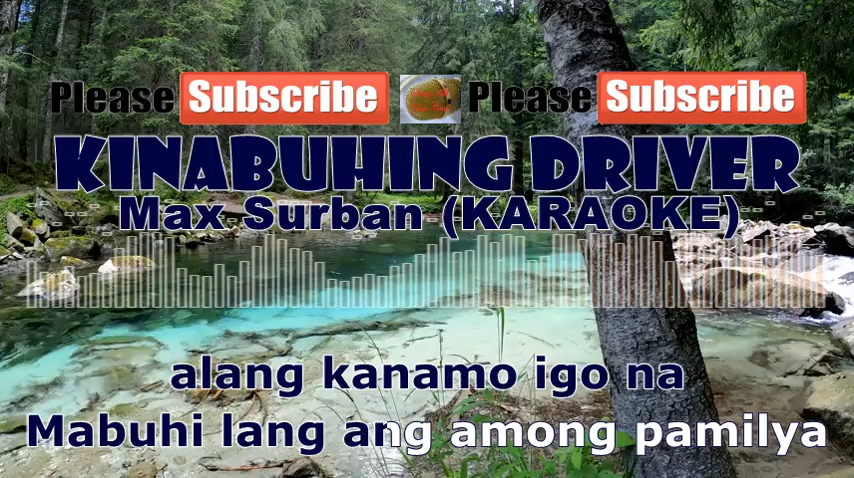 Please Subscribe Please Subscribe
KINABUHING DRIVER
Max Surban (KARAOKE)
alang kanamo igo na
Mabuhi lang ang among pamilya